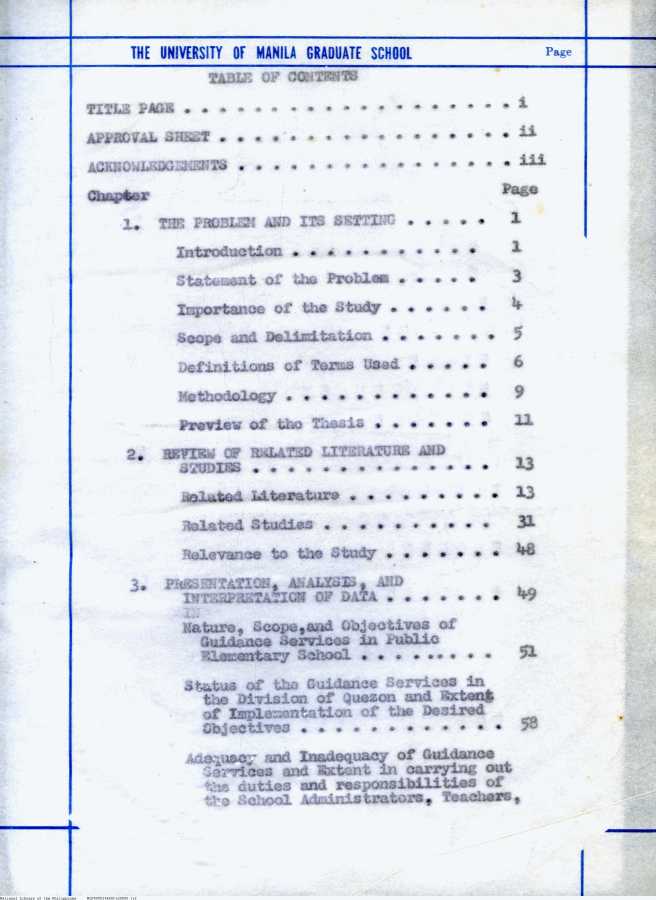 THE UNIVERSITY OF MANILA GRADUATE SCHOOL Page
TABLE OF CONTENTS
TITLE PAGE . . . . . . . . . . . . . . . . . . . i
APPROVAL SHEET . . . . . . . . . . . . . . . . . ii
ACKNOWLEDGEMENTS . . . . . . . . . . . . . . . . iii
Chapter Page
1. THE PROBLEM AND ITS SETTING . . . . . 1
Introduction . . . . . . . . . . . 1
Statement of the Problem . . . . . 3
Importance of the Study . . . . . . 4
Scope and Delimitation . . . . . . . 5
Definitions of Terms Used . . . . . 6
Methodology . . . . . . . . . . . . 9
Preview of the Thesis . . . . . . . 11
2. REVIEW OF RELATED LITERATURE AND
STUDIES . . . . . . . . . . . . . . 13
Related Literature . . . . . . . . . 13
Related Studies . . . . . . . . . . 31
Relevance to the Study . . . . . . . 48
3. PRESENTATION, ANALYSIS, AND
INTERPRETATION OF DATA . . . . . . . 49
IN
Nature, Scope,and Objectives of
Guidance Services in Public
Elementary School . . . . . . . . . 51
Status of the Guidance Services in
the Division of Quezon and Extent
of Implementation of the Desired
Objectives . . . . . . . . . . . . . 58
Adequacy and Inadequacy of Guidance
Services and Extent in carrying out
the duties and responsibilities of
the School Administrators, Teachers,
National Library of the Philippines